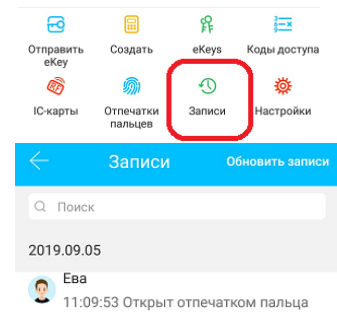 Отправить eKey
Создать
eKeys
Коды доступа
IC-карты
Отпечатки пальцев
Записи
Настройки
Записи
Обновить записи
Поиск
2019.09.05
Ева
11:09:53 Открыт отпечатком пальца